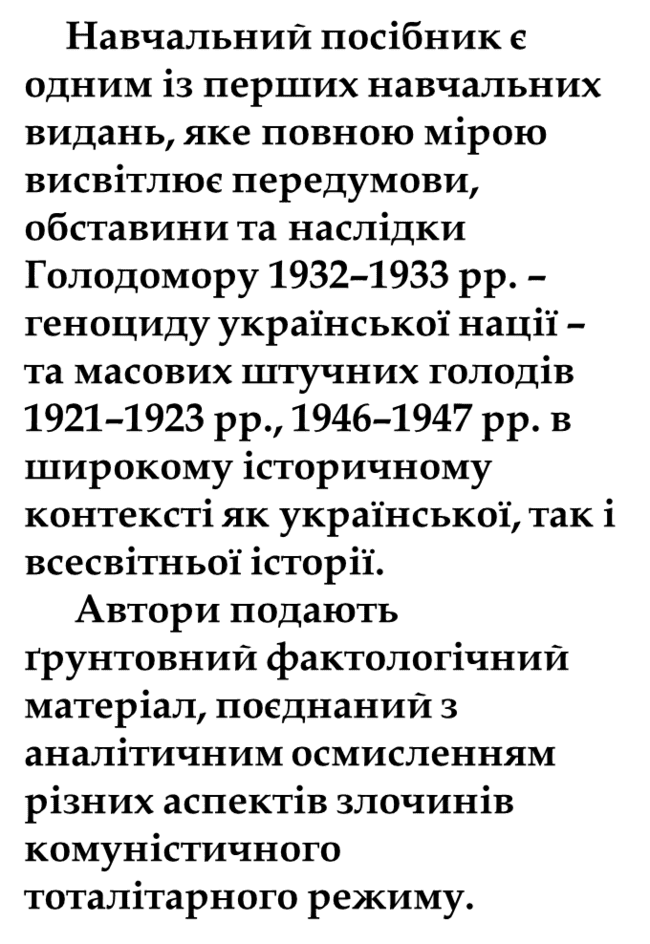 Навчальний посібник є
одним із перших навчальних
видань, яке повною мірою
висвітлює передумови,
обставини та наслідки
Голодомору 1932–1933 рр. –
геноциду української нації –
та масових штучних голодів
1921–1923 рр., 1946–1947 рр. в
широкому історичному
контексті як української, так і
всесвітньої історії.
Автори подають
ґрунтовний фактологічний
матеріал, поєднаний з
аналітичним осмисленням
різних аспектів злочинів
комуністичного
тоталітарного режиму.